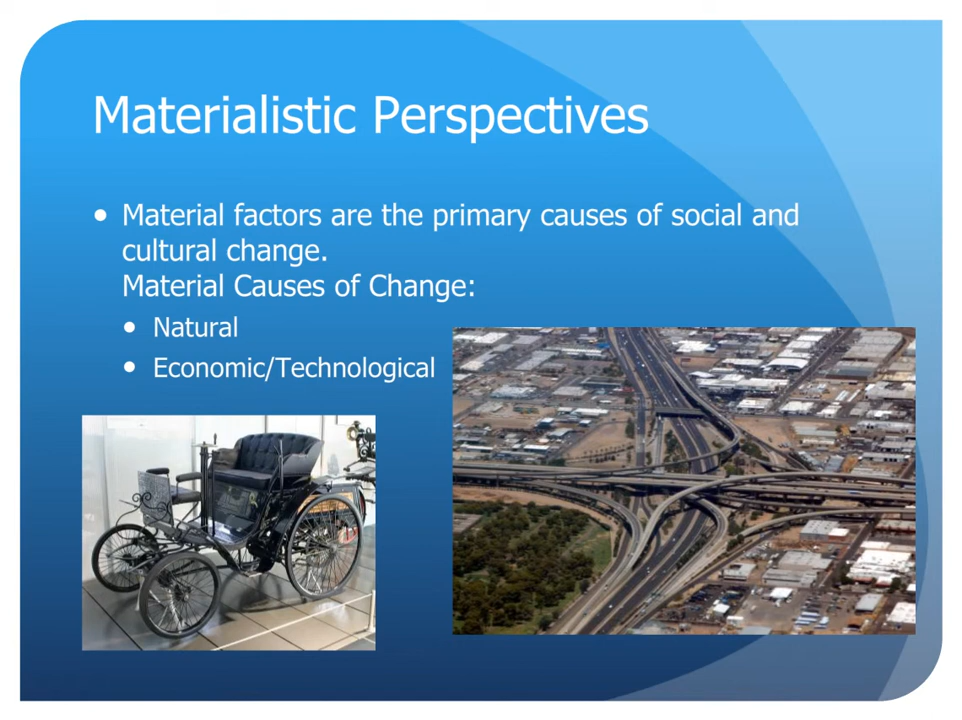 Materialistic Perspectives
Material factors are the primary causes of social and
cultural change.
Material Causes of Change:
Natural
Economic/Technological